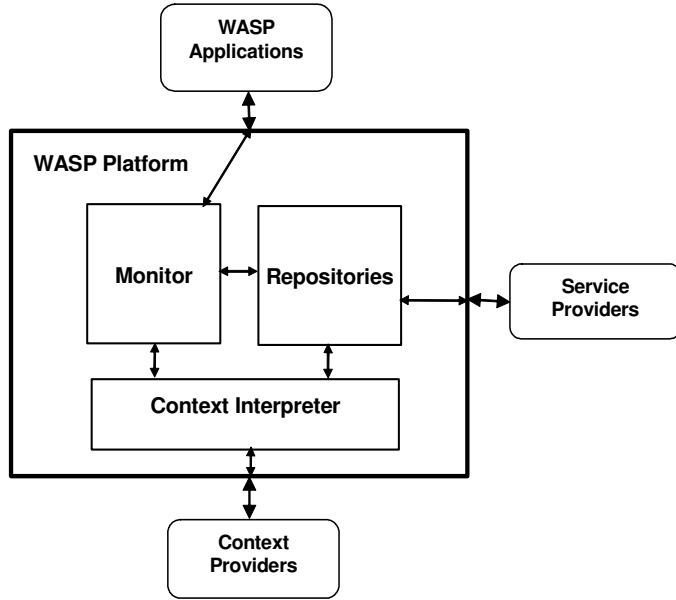 WASP
Applications
WASP Platform
Monitor
Repositories
Service
Providers
Context Interpreter
Context
Providers